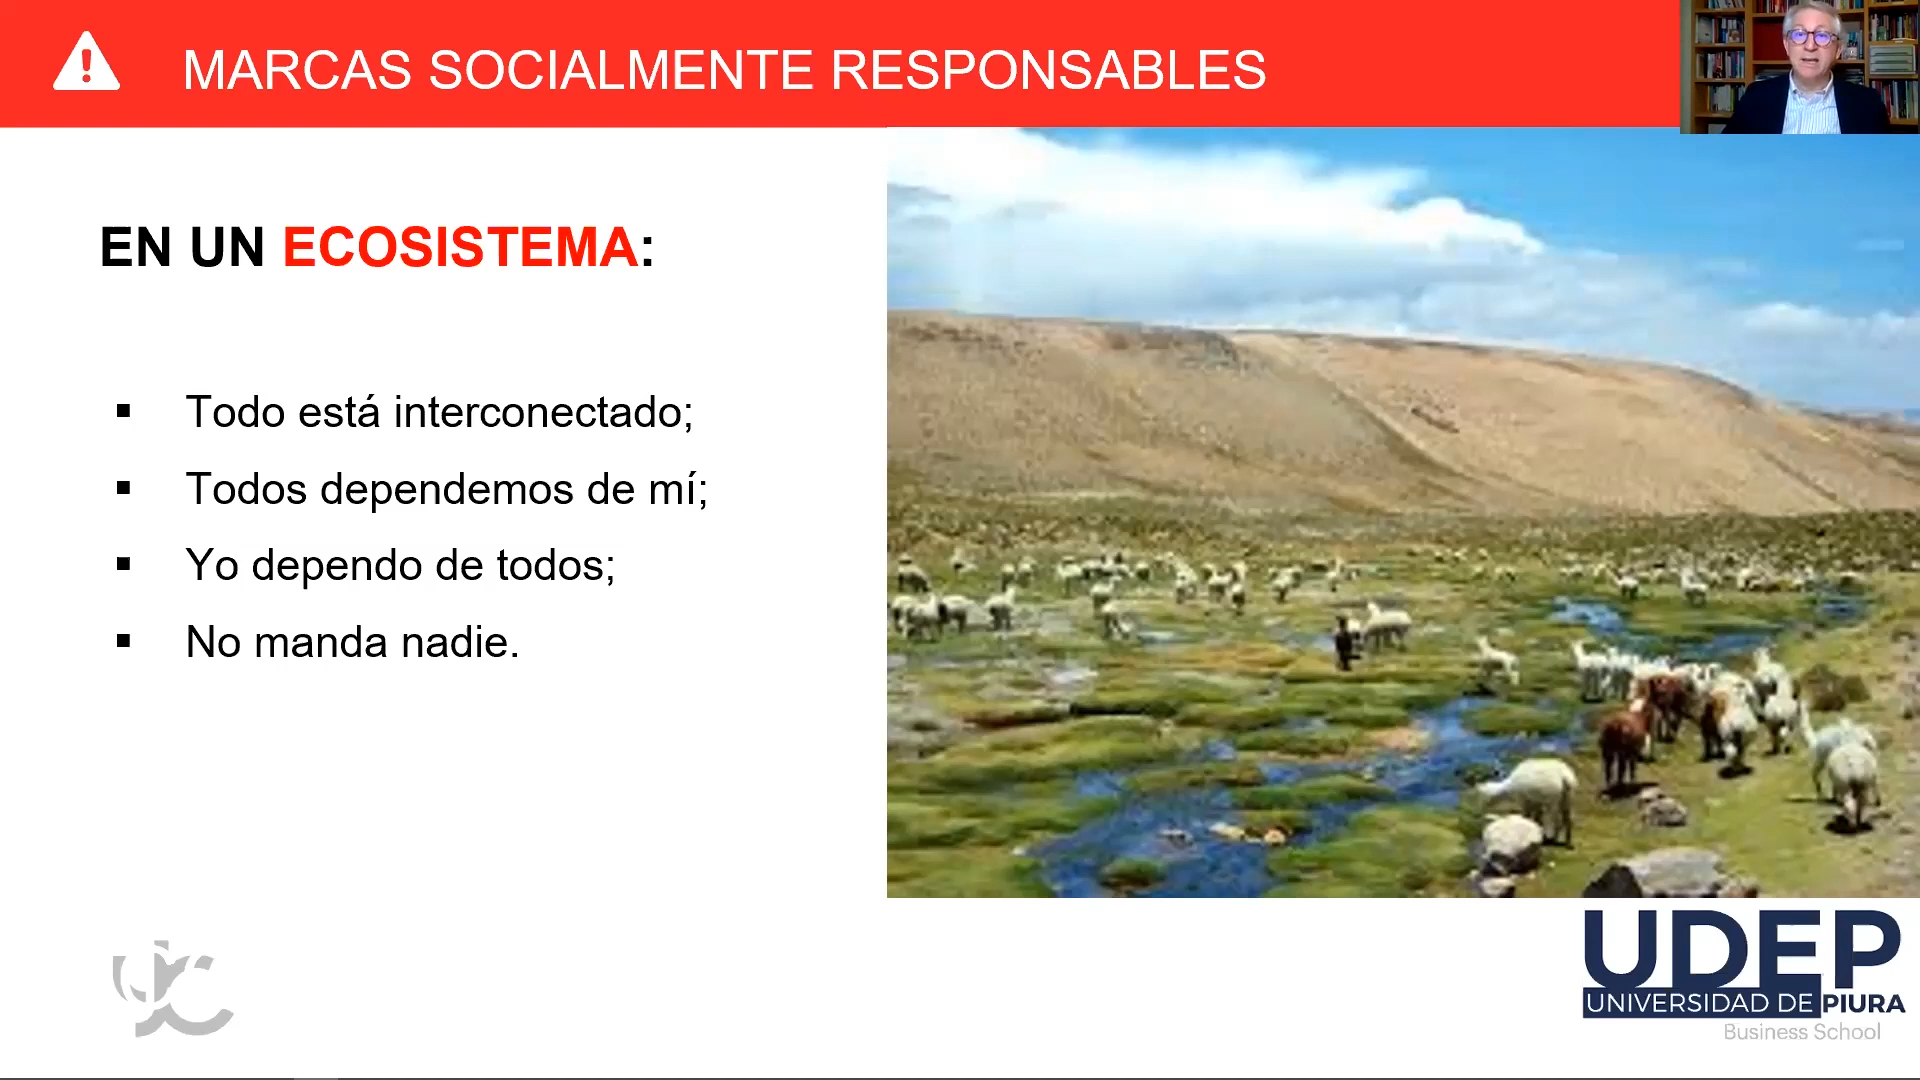 MARCAS SOCIALMENTE RESPONSABLES
EN UN ECOSISTEMA:
▪ Todo está interconectado;
▪ Todos dependemos de mí;
▪ Yo dependo de todos;
▪ No manda nadie.
UDEP
UNIVERSIDAD DE PIURA
Business School